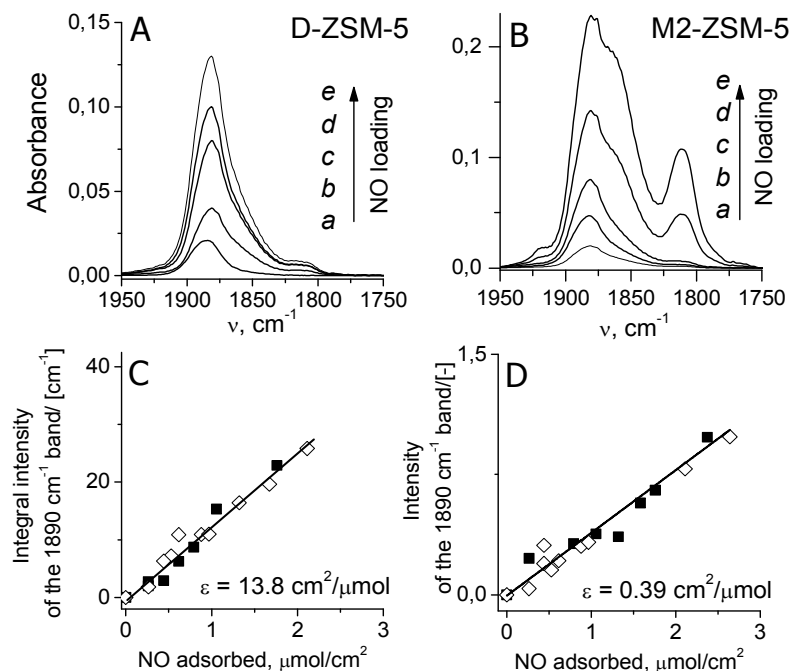 A
D-ZSM-5
0,15
0,10
0,05
0,00
Absorbance
e
d
c
b
a
NO loading
1950 1900 1850 1800 1750
ν, cm⁻¹
B
M2-ZSM-5
0,2
0,1
0,0
e
d
c
b
a
NO loading
1950 1900 1850 1800 1750
ν, cm⁻¹
C
40
20
0
Integral intensity
of the 1890 cm⁻¹ band/ [cm⁻¹]
ε = 13.8 cm²/μmol
0 1 2 3
NO adsorbed, μmol/cm²
D
1,5
0,0
Intensity
of the 1890 cm⁻¹ band/[-]
ε = 0.39 cm²/μmol
0 1 2 3
NO adsorbed, μmol/cm²